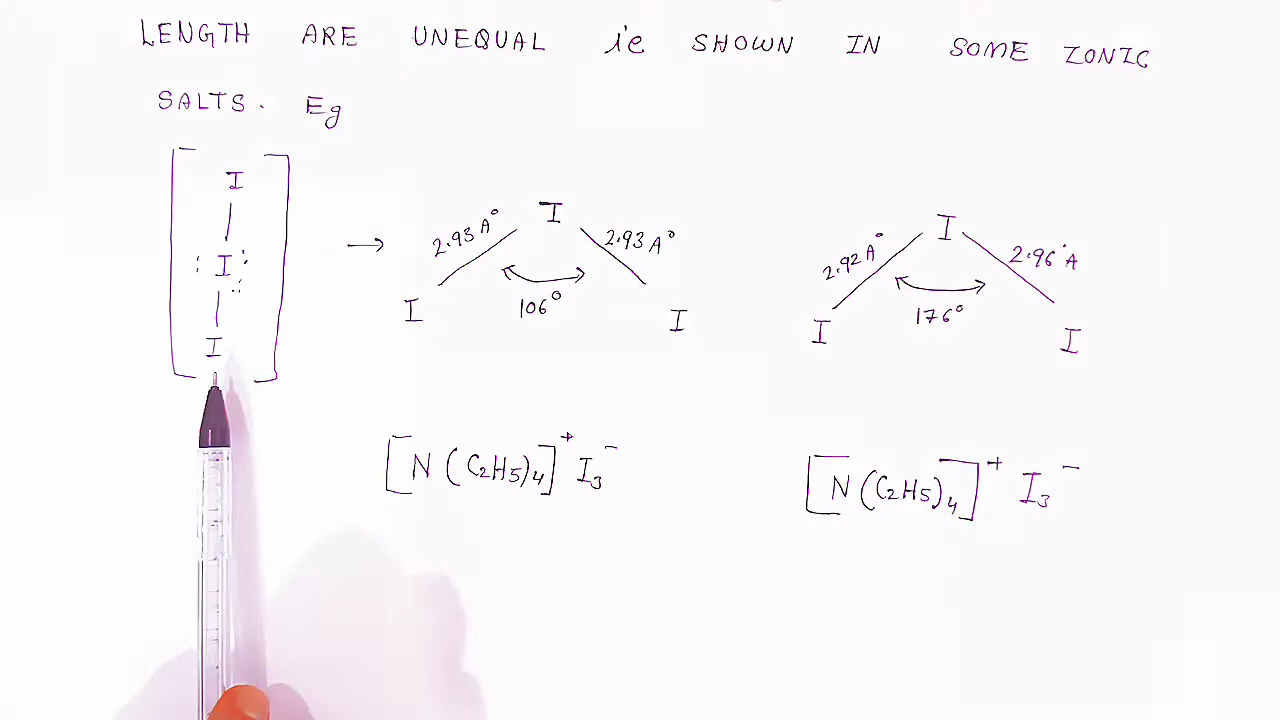 LENGTH ARE UNEQUAL ie SHOWN IN SOME IONIC
SALTS. Eg
I
I
I
→
2.93 A°
I
2.93 A°
I
106°
I
2.92 A°
I
2.96°A
I
176°
I
[N(C2H5)4]+ I3-
[N(C2H5)4]+ I3-